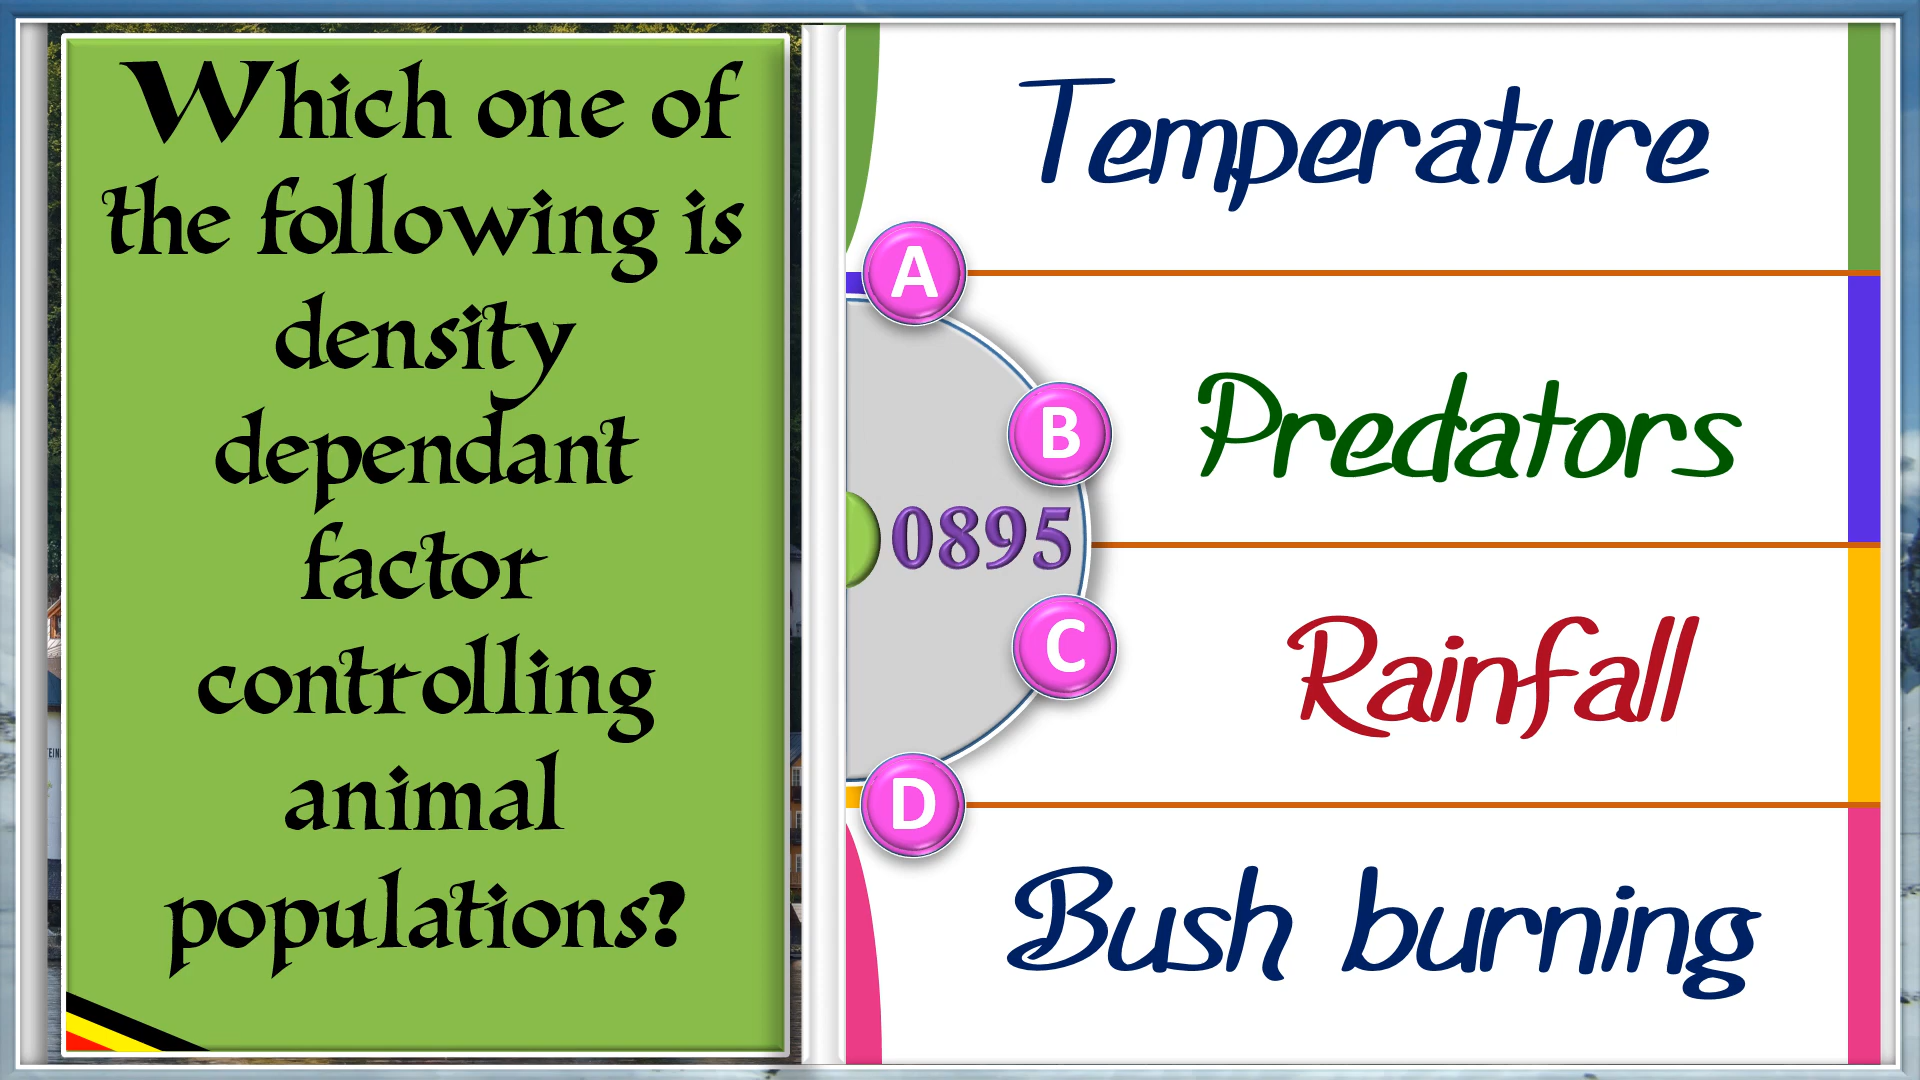 Which one of
the following is
density
dependant
factor
controlling
animal
populations?
Temperature
A
B
Predators
0895
C
Rainfall
D
Bush burning